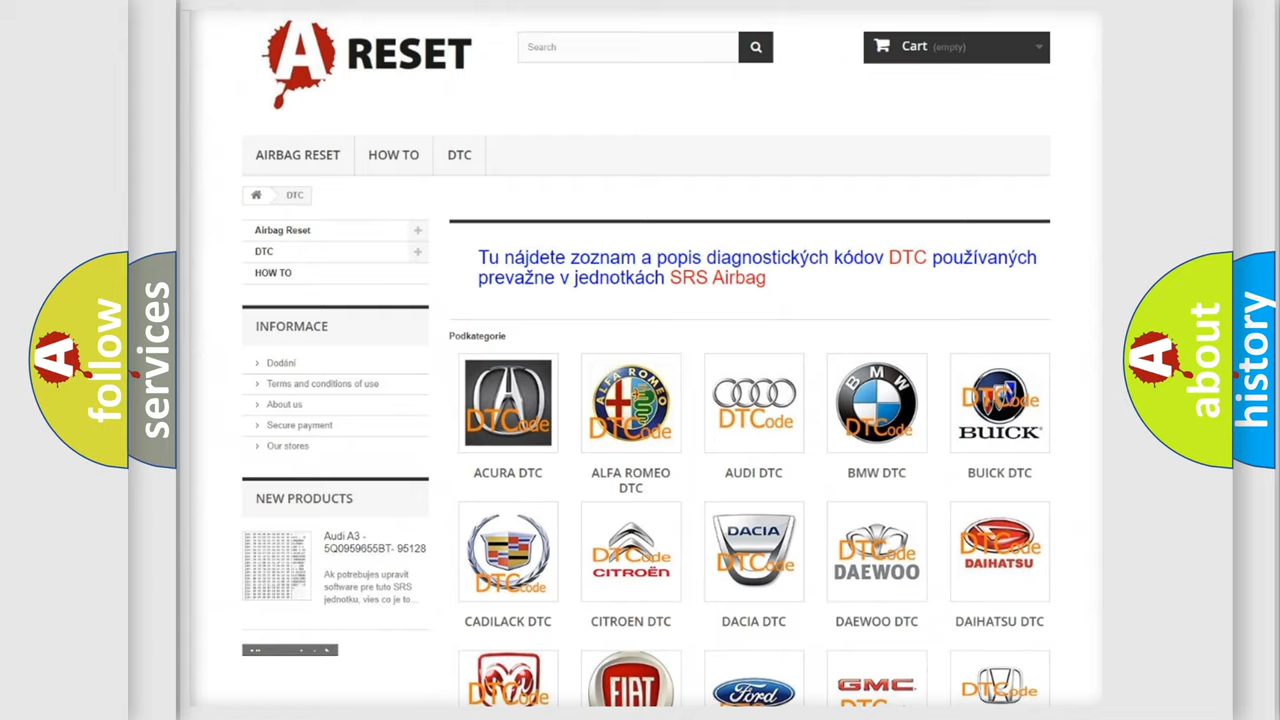 A RESET
Search
Cart (empty)
AIRBAG RESET
HOW TO
DTC
DTC
Airbag Reset
DTC
HOW TO
Tu nájdete zoznam a popis diagnostických kódov DTC používaných
prevažne v jednotkách SRS Airbag
INFORMACE
Dodání
Terms and conditions of use
About us
Secure payment
Our stores
NEW PRODUCTS
Audi A3 -
5Q0959655BT- 95128
Ak potrebujes upravit
software pre tuto SRS
jednotku, vies co je to...
Podkategorie
DTCode
ALFA ROMEO
DTCode
DTCode
BMW
DTCode
DTCode
BUICK
ACURA DTC
ALFA ROMEO
DTC
AUDI DTC
BMW DTC
BUICK DTC
DTCode
DTCode
CITROËN
DACIA
DTCode
DTCode
DAEWOO
DTCode
DAIHATSU
CADILACK DTC
CITROEN DTC
DACIA DTC
DAEWOO DTC
DAIHATSU DTC
DTCode
FIAT
Ford
GMC
DTCode
A follow
services
A about
history